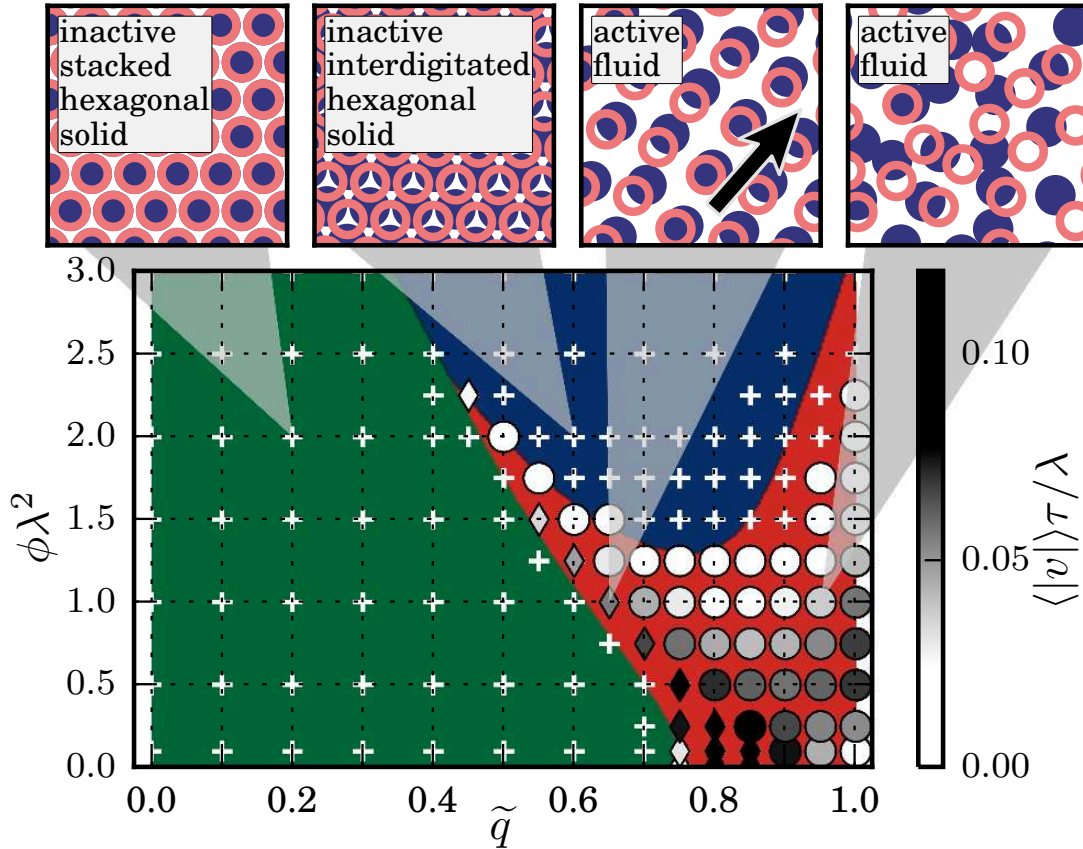 inactive
stacked
hexagonal
solid
inactive
interdigitated
hexagonal
solid
active
fluid
active
fluid
3.0
2.5
2.0
1.5
1.0
0.5
0.0
ϕλ²
0.0 0.2 0.4 0.6 0.8 1.0
q̃
0.10
0.05
0.00
⟨|v|⟩τ/λ